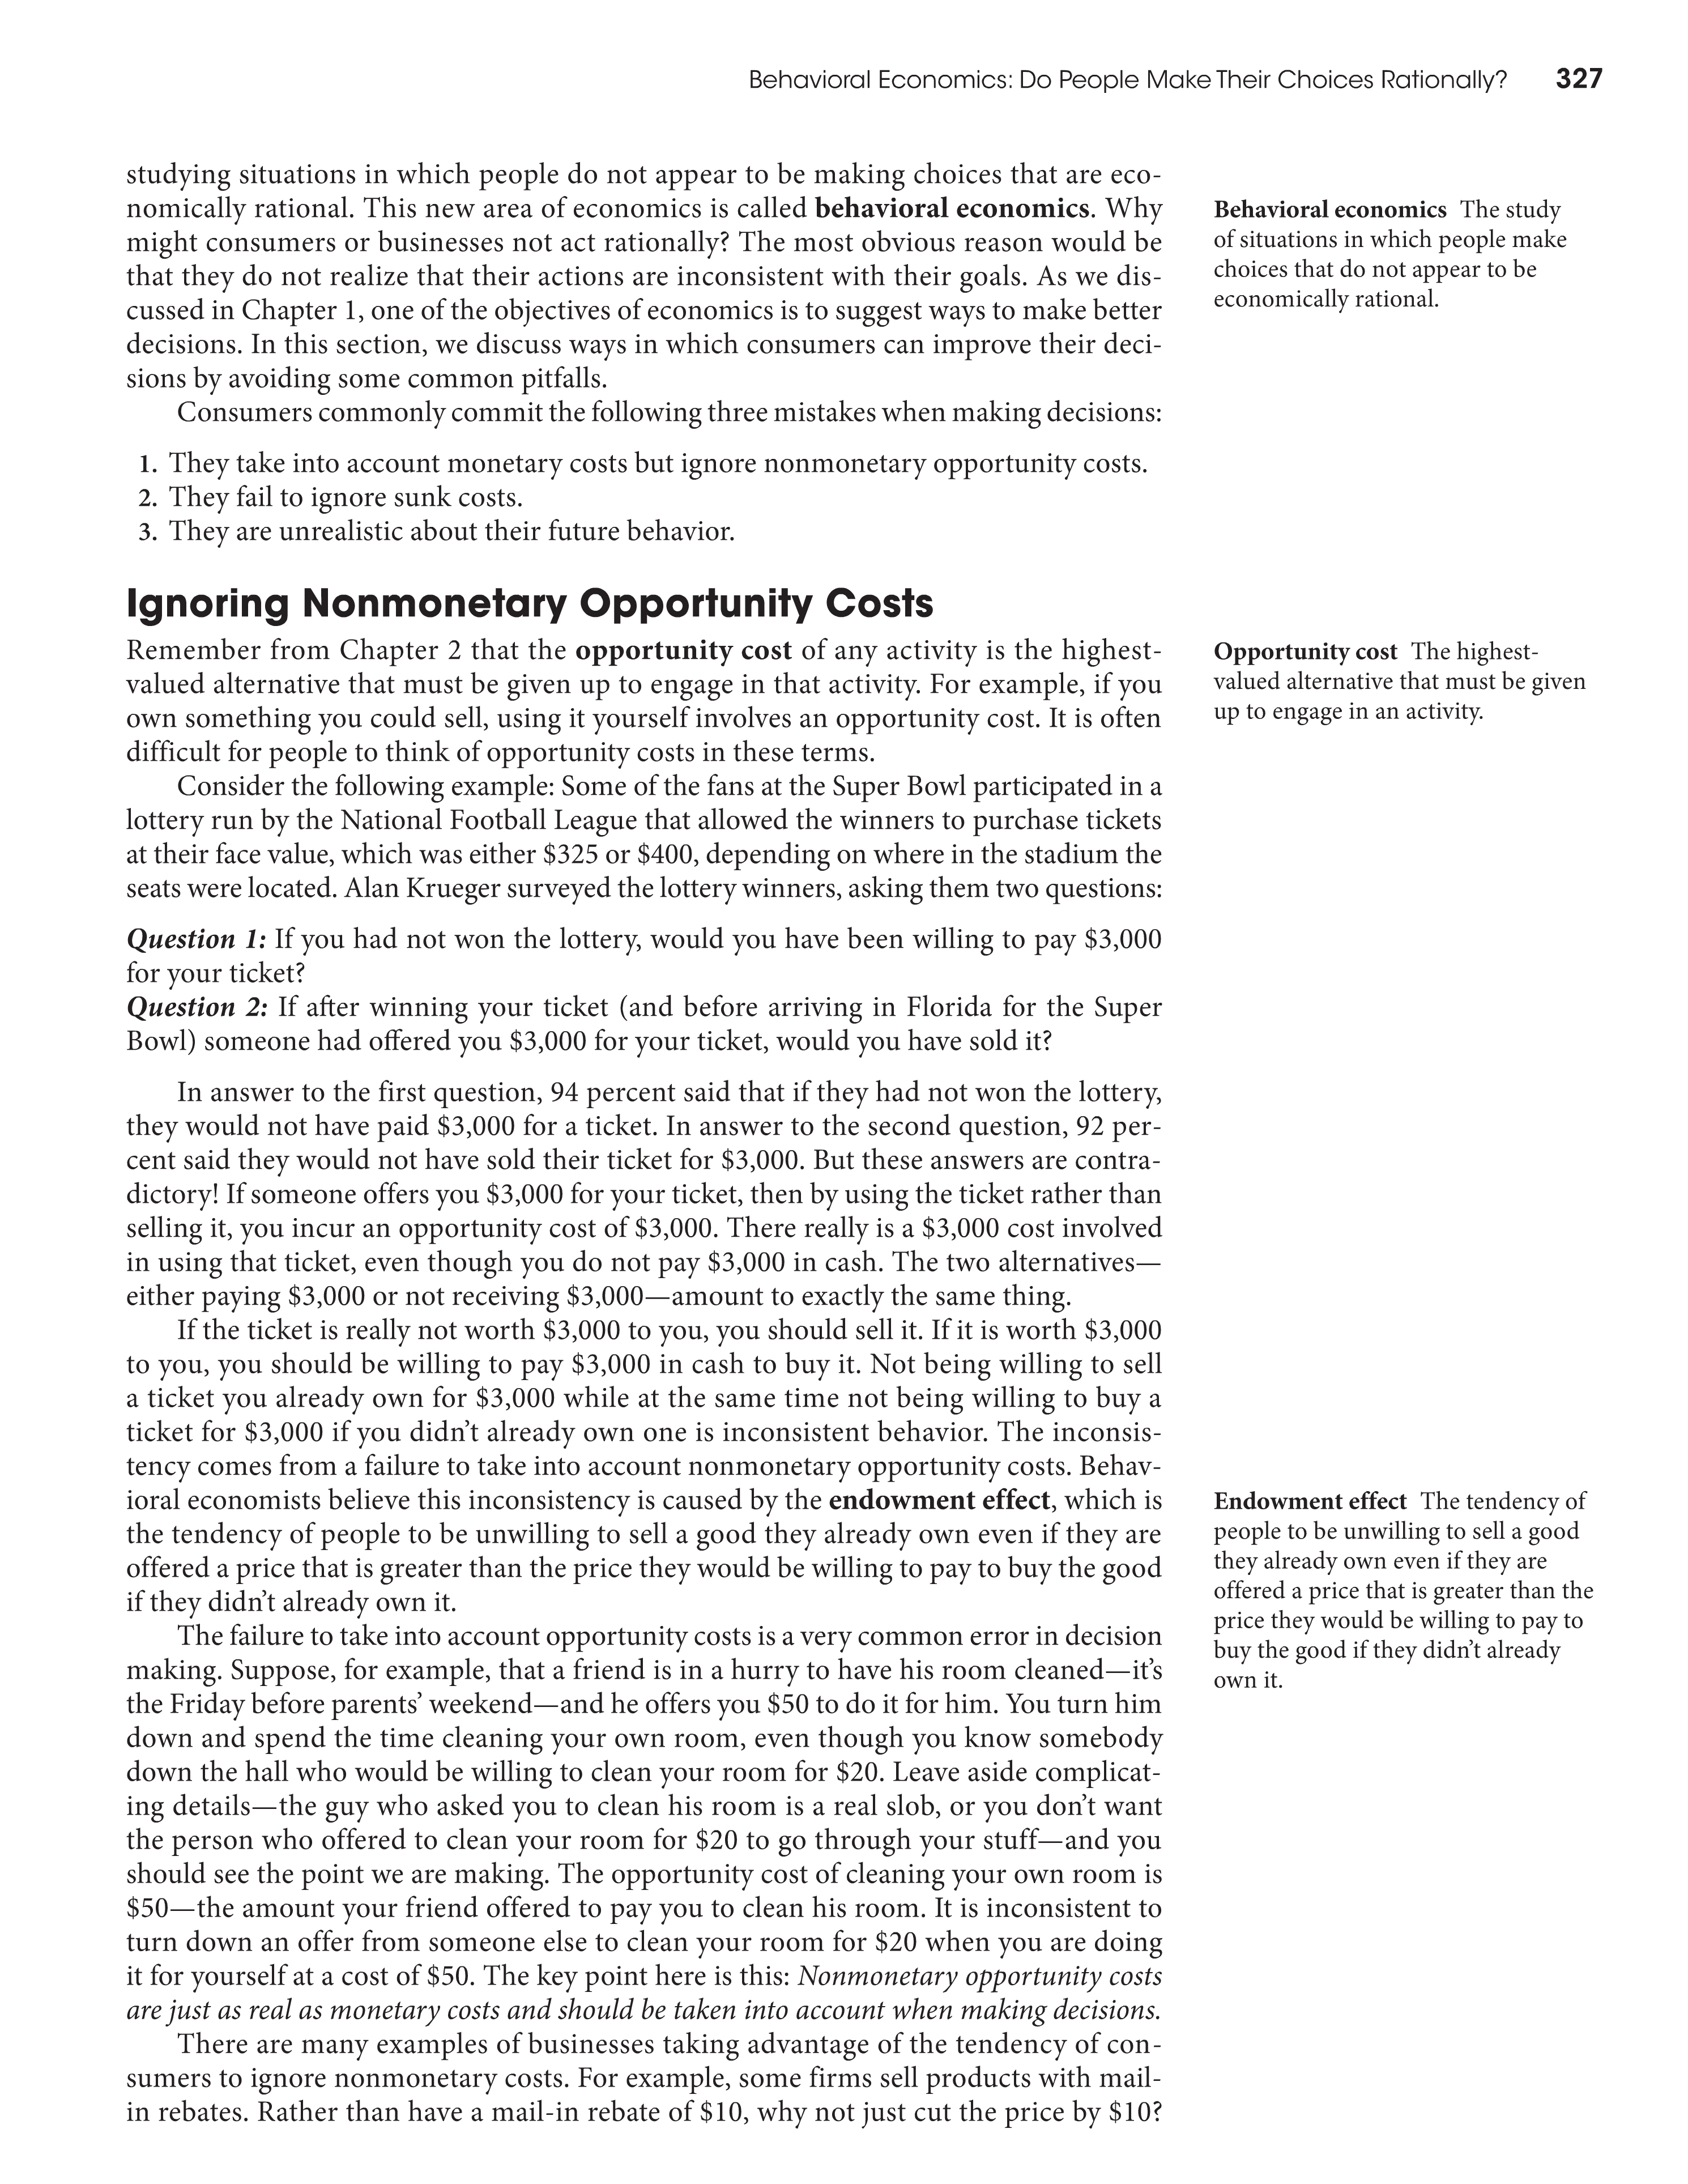 Behavioral Economics: Do People Make Their Choices Rationally? 327
studying situations in which people do not appear to be making choices that are eco-
nomically rational. This new area of economics is called behavioral economics. Why
might consumers or businesses not act rationally? The most obvious reason would be
that they do not realize that their actions are inconsistent with their goals. As we dis-
cussed in Chapter 1, one of the objectives of economics is to suggest ways to make better
decisions. In this section, we discuss ways in which consumers can improve their deci-
sions by avoiding some common pitfalls.
Consumers commonly commit the following three mistakes when making decisions:
1. They take into account monetary costs but ignore nonmonetary opportunity costs.
2. They fail to ignore sunk costs.
3. They are unrealistic about their future behavior.
Behavioral economics The study
of situations in which people make
choices that do not appear to be
economically rational.
Ignoring Nonmonetary Opportunity Costs
Remember from Chapter 2 that the opportunity cost of any activity is the highest-
valued alternative that must be given up to engage in that activity. For example, if you
own something you could sell, using it yourself involves an opportunity cost. It is often
difficult for people to think of opportunity costs in these terms.
Opportunity cost The highest-
valued alternative that must be given
up to engage in an activity.
Consider the following example: Some of the fans at the Super Bowl participated in a
lottery run by the National Football League that allowed the winners to purchase tickets
at their face value, which was either $325 or $400, depending on where in the stadium the
seats were located. Alan Krueger surveyed the lottery winners, asking them two questions:
Question 1: If you had not won the lottery, would you have been willing to pay $3,000
for your ticket?
Question 2: If after winning your ticket (and before arriving in Florida for the Super
Bowl) someone had offered you $3,000 for your ticket, would you have sold it?
In answer to the first question, 94 percent said that if they had not won the lottery,
they would not have paid $3,000 for a ticket. In answer to the second question, 92 per-
cent said they would not have sold their ticket for $3,000. But these answers are contra-
dictory! If someone offers you $3,000 for your ticket, then by using the ticket rather than
selling it, you incur an opportunity cost of $3,000. There really is a $3,000 cost involved
in using that ticket, even though you do not pay $3,000 in cash. The two alternatives—
either paying $3,000 or not receiving $3,000—amount to exactly the same thing.
If the ticket is really not worth $3,000 to you, you should sell it. If it is worth $3,000
to you, you should be willing to pay $3,000 in cash to buy it. Not being willing to sell
a ticket you already own for $3,000 while at the same time not being willing to buy a
ticket for $3,000 if you didn't already own one is inconsistent behavior. The inconsis-
tency comes from a failure to take into account nonmonetary opportunity costs. Behav-
ioral economists believe this inconsistency is caused by the endowment effect, which is
the tendency of people to be unwilling to sell a good they already own even if they are
offered a price that is greater than the price they would be willing to pay to buy the good
if they didn't already own it.
Endowment effect The tendency of
people to be unwilling to sell a good
they already own even if they are
offered a price that is greater than the
price they would be willing to pay to
buy the good if they didn't already
own it.
The failure to take into account opportunity costs is a very common error in decision
making. Suppose, for example, that a friend is in a hurry to have his room cleaned—it's
the Friday before parents' weekend—and he offers you $50 to do it for him. You turn him
down and spend the time cleaning your own room, even though you know somebody
down the hall who would be willing to clean your room for $20. Leave aside complicat-
ing details—the guy who asked you to clean his room is a real slob, or you don't want
the person who offered to clean your room for $20 to go through your stuff—and you
should see the point we are making. The opportunity cost of cleaning your own room is
$50—the amount your friend offered to pay you to clean his room. It is inconsistent to
turn down an offer from someone else to clean your room for $20 when you are doing
it for yourself at a cost of $50. The key point here is this: Nonmonetary opportunity costs
are just as real as monetary costs and should be taken into account when making decisions.
There are many examples of businesses taking advantage of the tendency of con-
sumers to ignore nonmonetary costs. For example, some firms sell products with mail-
in rebates. Rather than have a mail-in rebate of $10, why not just cut the price by $10?